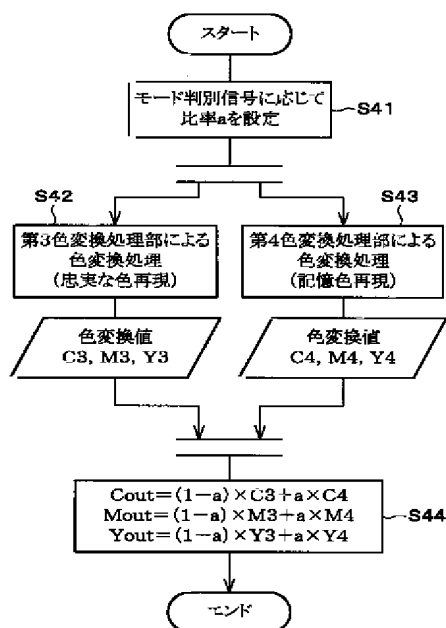 スタート
モード判別信号に応じて
比率aを設定
S41
S42
第3色変換処理部による
色変換処理
(忠実な色再現)
S43
第4色変換処理部による
色変換処理
(記憶色再現)
色変換値
C3, M3, Y3
色変換値
C4, M4, Y4
Cout=(1-a)×C3+a×C4
Mout=(1-a)×M3+a×M4
Yout=(1-a)×Y3+a×Y4
S44
エンド